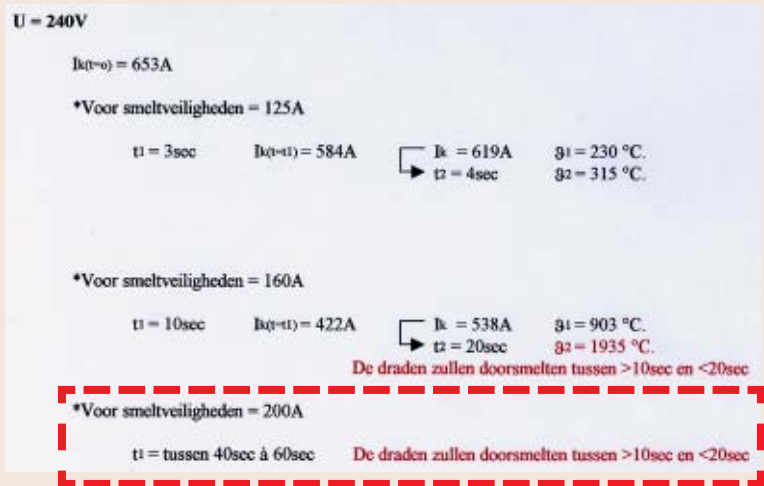 U = 240V
Ik(t=o) = 653A
*Voor smeltveiligheden = 125A
t1 = 3sec Ik(t=t1) = 584A Ik = 619A ϑ1 = 230 °C.
t2 = 4sec ϑ2 = 315 °C.
*Voor smeltveiligheden = 160A
t1 = 10sec Ik(t=t1) = 422A Ik = 538A ϑ1 = 903 °C.
t2 = 20sec ϑ2 = 1935 °C.
De draden zullen doorsmelten tussen >10sec en <20sec
*Voor smeltveiligheden = 200A
t1 = tussen 40sec à 60sec De draden zullen doorsmelten tussen >10sec en <20sec